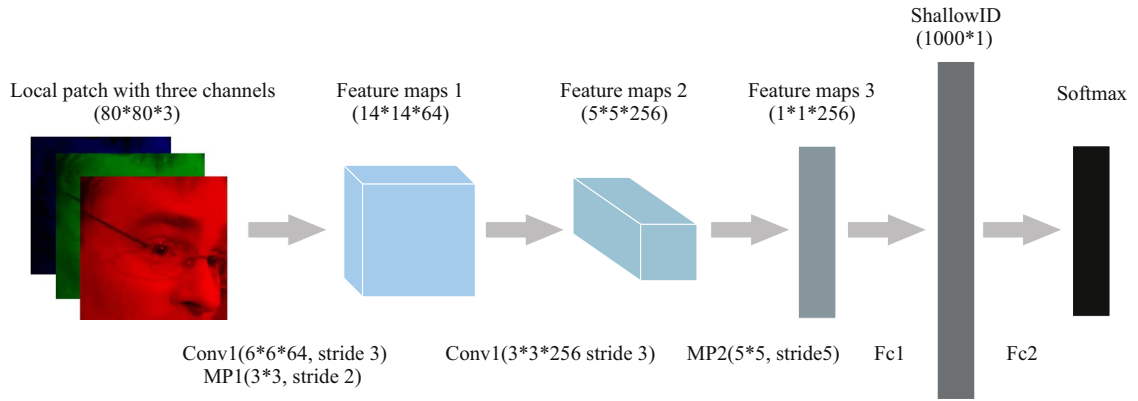 ShallowID
(1000*1)
Local patch with three channels
(80*80*3)
Feature maps 1
(14*14*64)
Feature maps 2
(5*5*256)
Feature maps 3
(1*1*256)
Softmax
Conv1(6*6*64, stride 3)
MP1(3*3, stride 2)
Conv1(3*3*256 stride 3)
MP2(5*5, stride5)
Fc1
Fc2